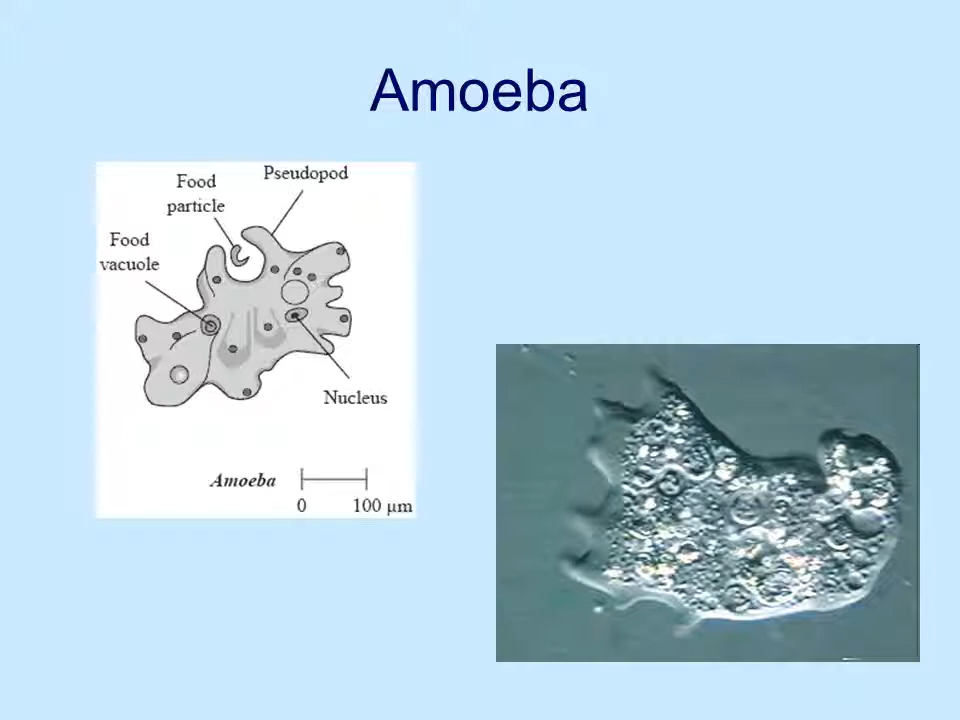 Amoeba
Pseudopod
Food
particle
Food
vacuole
Nucleus
Amoeba
0 100 µm